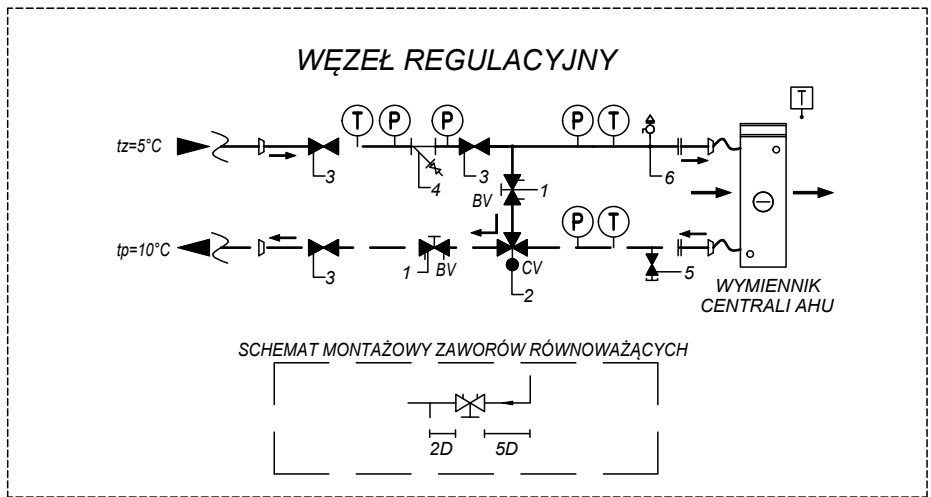 WĘZEŁ REGULACYJNY
T
tz=5°C
T P P P T
3 4 3 1 6
BV
tp=10°C
P T
3 1 BV CV 5
2
WYMIENNIK
CENTRALI AHU
SCHEMAT MONTAŻOWY ZAWORÓW RÓWNOWAŻĄCYCH
2D 5D